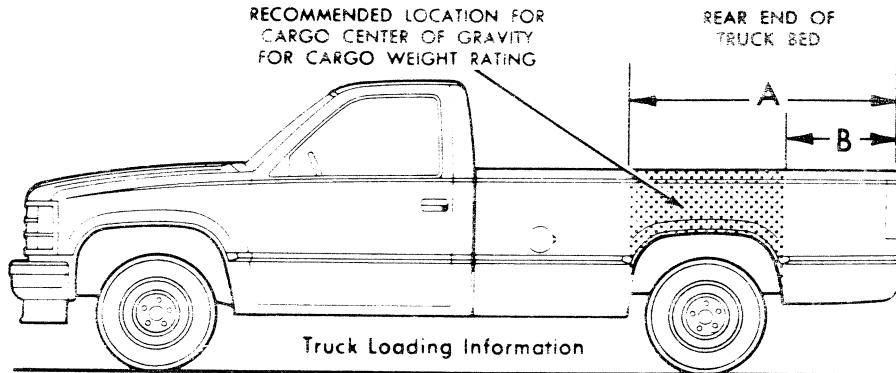 RECOMMENDED LOCATION FOR
CARGO CENTER OF GRAVITY
FOR CARGO WEIGHT RATING
REAR END OF
TRUCK BED
A
B
Truck Loading Information